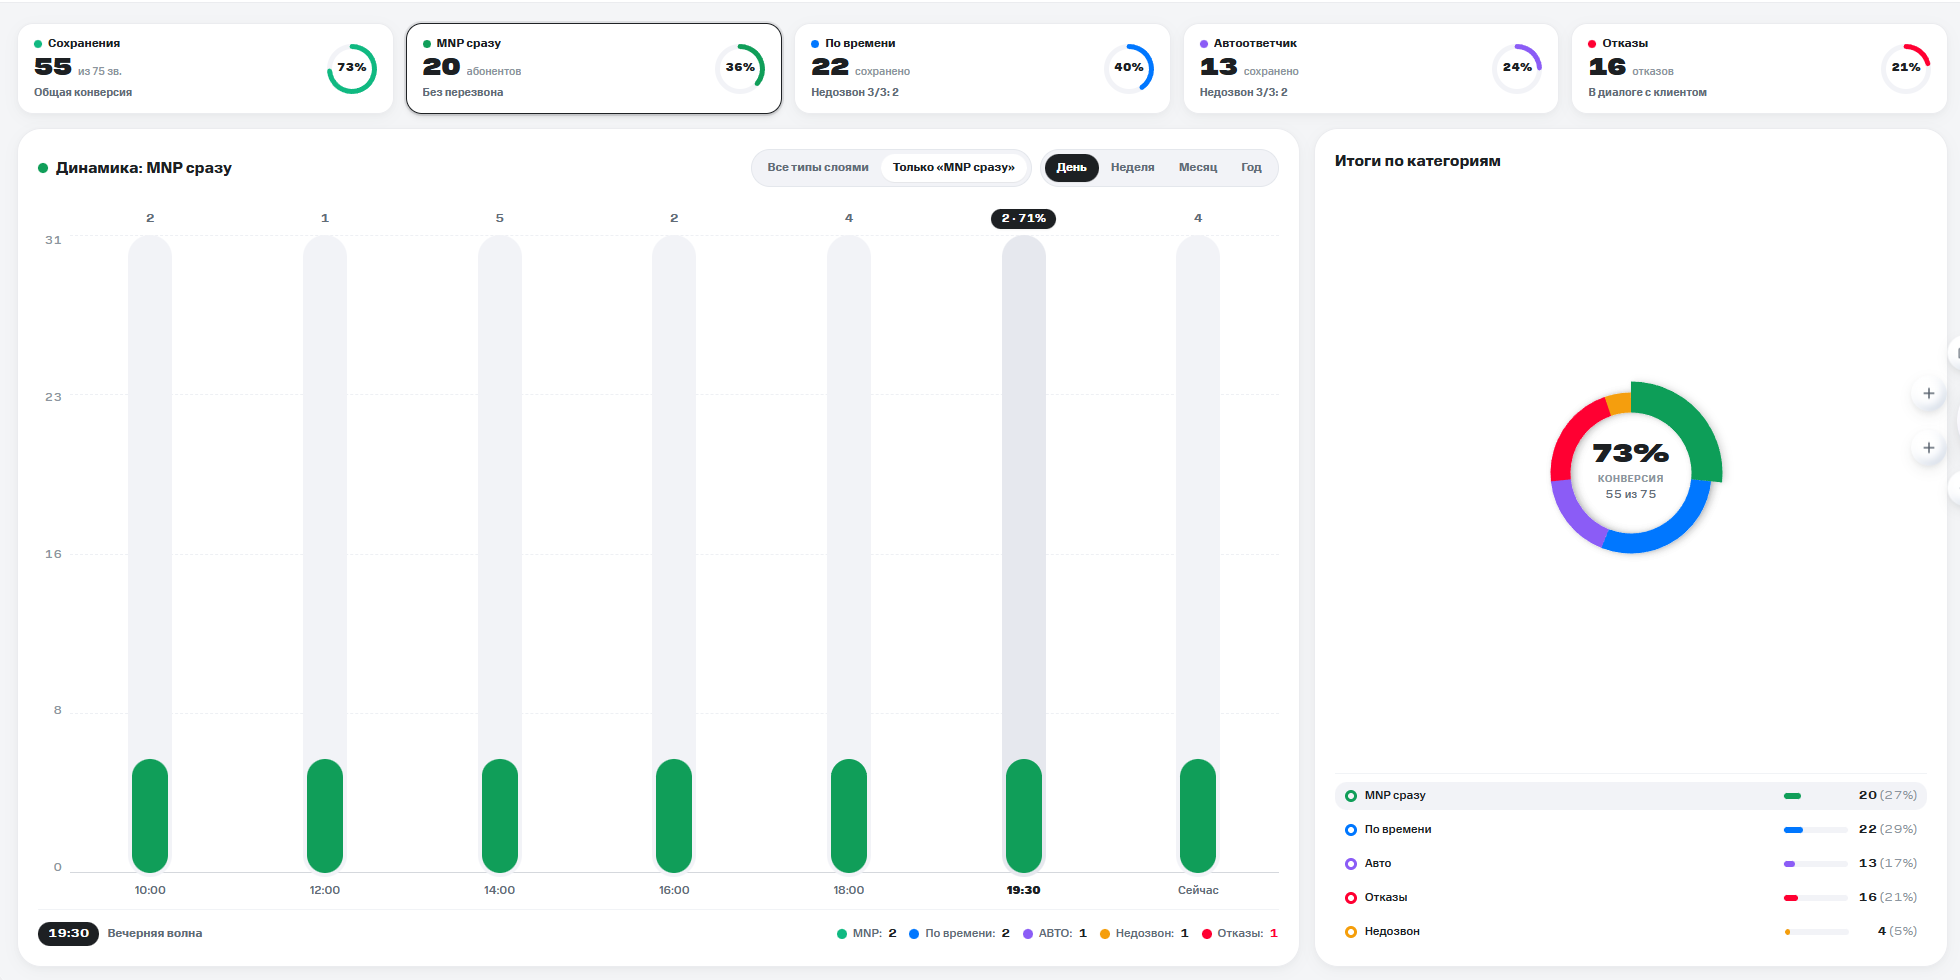 Сохранения
55 из 75 зв.
Общая конверсия
73%
MNP сразу
20 абонентов
Без перезвона
36%
По времени
22 сохранено
Недозвон 3/3: 2
40%
Автоответчик
13 сохранено
Недозвон 3/3: 2
24%
Отказы
16 отказов
В диалоге с клиентом
21%
Динамика: MNP сразу
Все типы слоями Только «MNP сразу» День Неделя Месяц Год
2 1 5 2 4 2 · 71% 4
31
23
16
8
0
10:00 12:00 14:00 16:00 18:00 19:30 Сейчас
19:30 Вечерняя волна MNP: 2 По времени: 2 АВТО: 1 Недозвон: 1 Отказы: 1
Итоги по категориям
73%
КОНВЕРСИЯ
55 из 75
+
+
MNP сразу 20 (27%)
По времени 22 (29%)
Авто 13 (17%)
Отказы 16 (21%)
Недозвон 4 (5%)